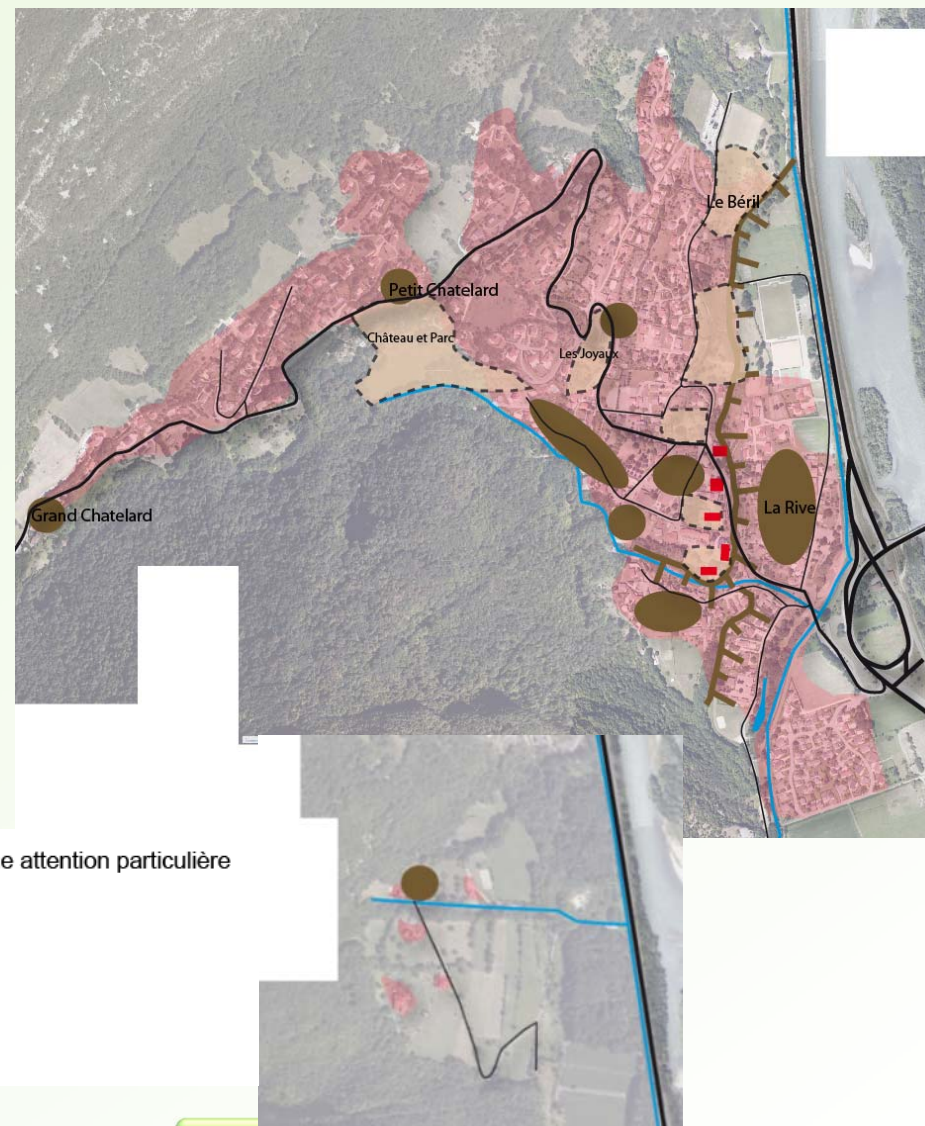 Le Béril
Petit Chatelard
Château et Parc
Les Joyaux
La Rive
Grand Chatelard
e attention particulière